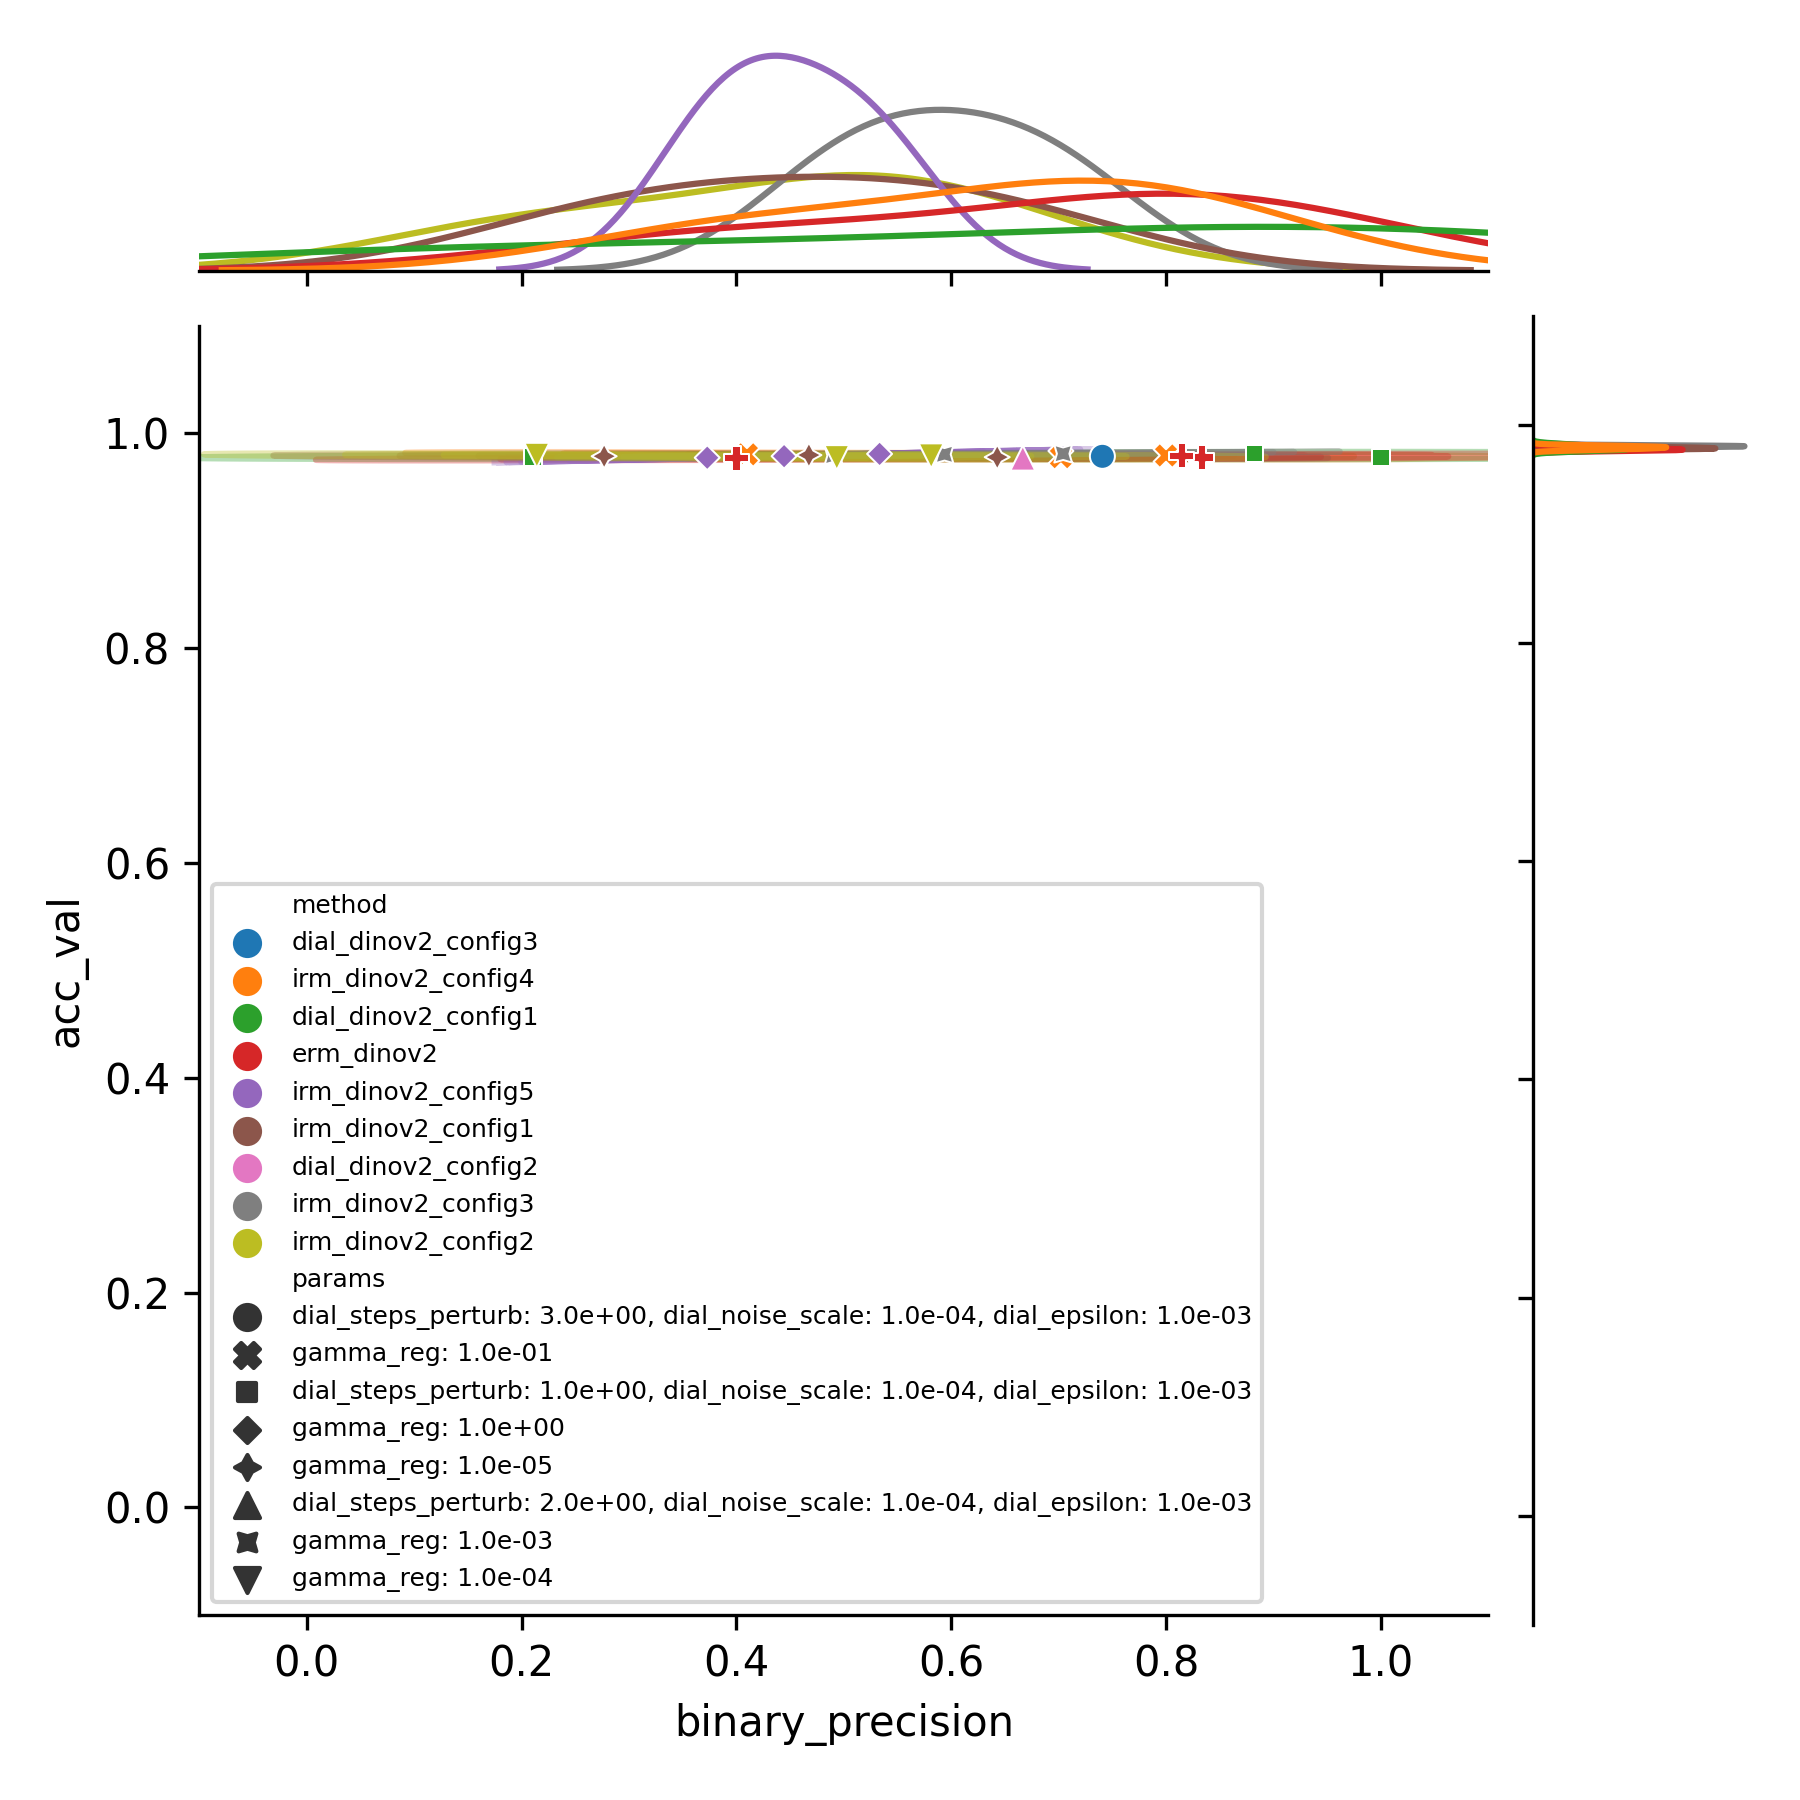 1.0
0.8
0.6
0.4
0.2
0.0
acc_val
method
dial_dinov2_config3
irm_dinov2_config4
dial_dinov2_config1
erm_dinov2
irm_dinov2_config5
irm_dinov2_config1
dial_dinov2_config2
irm_dinov2_config3
irm_dinov2_config2
params
dial_steps_perturb: 3.0e+00, dial_noise_scale: 1.0e-04, dial_epsilon: 1.0e-03
gamma_reg: 1.0e-01
dial_steps_perturb: 1.0e+00, dial_noise_scale: 1.0e-04, dial_epsilon: 1.0e-03
gamma_reg: 1.0e+00
gamma_reg: 1.0e-05
dial_steps_perturb: 2.0e+00, dial_noise_scale: 1.0e-04, dial_epsilon: 1.0e-03
gamma_reg: 1.0e-03
gamma_reg: 1.0e-04
0.0 0.2 0.4 0.6 0.8 1.0
binary_precision